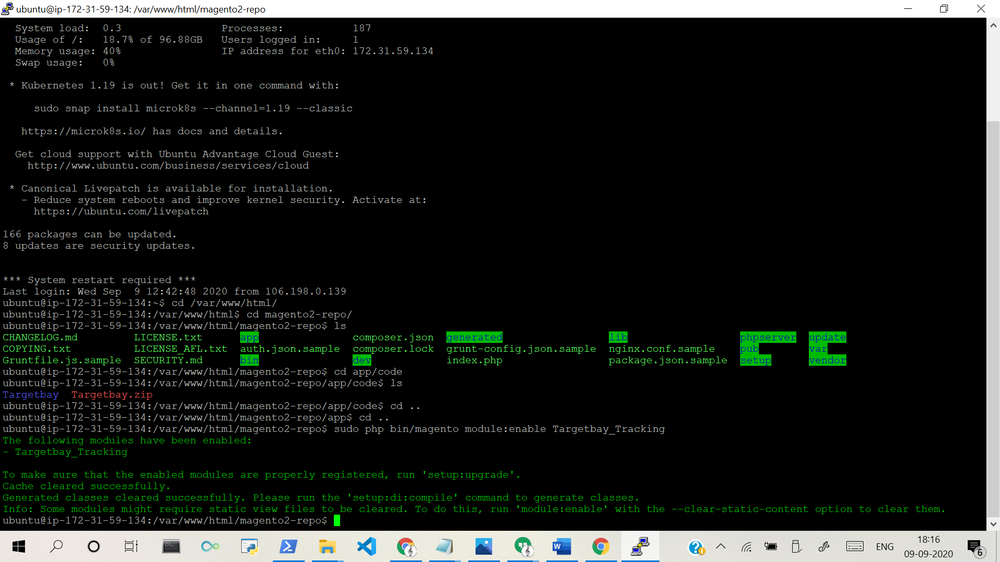 ubuntu@ip-172-31-59-134: /var/www/html/magento2-repo
System load:  0.3                Processes:           187
Usage of /:   18.7% of 96.88GB   Users logged in:     1
Memory usage: 40%                IP address for eth0: 172.31.59.134
Swap usage:   0%
* Kubernetes 1.19 is out! Get it in one command with:
sudo snap install microk8s --channel=1.19 --classic
https://microk8s.io/ has docs and details.
Get cloud support with Ubuntu Advantage Cloud Guest:
http://www.ubuntu.com/business/services/cloud
* Canonical Livepatch is available for installation.
- Reduce system reboots and improve kernel security. Activate at:
https://ubuntu.com/livepatch
166 packages can be updated.
8 updates are security updates.
*** System restart required ***
Last login: Wed Sep  9 12:42:48 2020 from 106.198.0.139
ubuntu@ip-172-31-59-134:~$ cd /var/www/html/
ubuntu@ip-172-31-59-134:/var/www/html$ cd magento2-repo/
ubuntu@ip-172-31-59-134:/var/www/html/magento2-repo$ ls
CHANGELOG.md         LICENSE.txt      app               composer.json  generated                lib                  phpserver  update
COPYING.txt          LICENSE_AFL.txt  auth.json.sample  composer.lock  grunt-config.json.sample  nginx.conf.sample    pub        var
Gruntfile.js.sample  SECURITY.md      bin               dev            index.php                package.json.sample  setup      vendor
ubuntu@ip-172-31-59-134:/var/www/html/magento2-repo$ cd app/code
ubuntu@ip-172-31-59-134:/var/www/html/magento2-repo/app/code$ ls
Targetbay  Targetbay.zip
ubuntu@ip-172-31-59-134:/var/www/html/magento2-repo/app/code$ cd ..
ubuntu@ip-172-31-59-134:/var/www/html/magento2-repo/app$ cd ..
ubuntu@ip-172-31-59-134:/var/www/html/magento2-repo$ sudo php bin/magento module:enable Targetbay_Tracking
The following modules have been enabled:
- Targetbay_Tracking
To make sure that the enabled modules are properly registered, run 'setup:upgrade'.
Cache cleared successfully.
Generated classes cleared successfully. Please run the 'setup:di:compile' command to generate classes.
Info: Some modules might require static view files to be cleared. To do this, run 'module:enable' with the --clear-static-content option to clear them.
ubuntu@ip-172-31-59-134:/var/www/html/magento2-repo$
ENG
18:16
09-09-2020
6